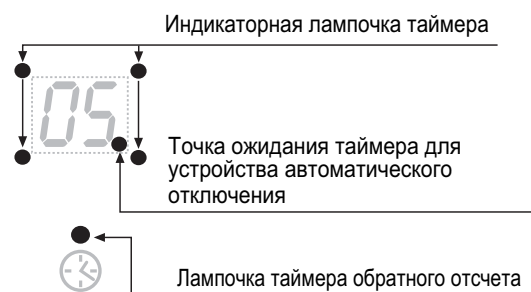 Индикаторная лампочка таймера
05
Точка ожидания таймера для
устройства автоматического
отключения
Лампочка таймера обратного отсчета